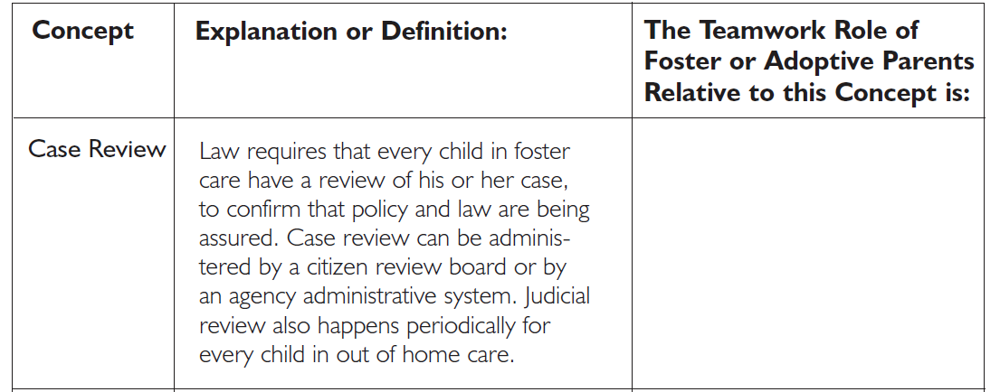 Concept
Explanation or Definition:
The Teamwork Role of
Foster or Adoptive Parents
Relative to this Concept is:
Case Review
Law requires that every child in foster
care have a review of his or her case,
to confirm that policy and law are being
assured. Case review can be adminis-
tered by a citizen review board or by
an agency administrative system. Judicial
review also happens periodically for
every child in out of home care.